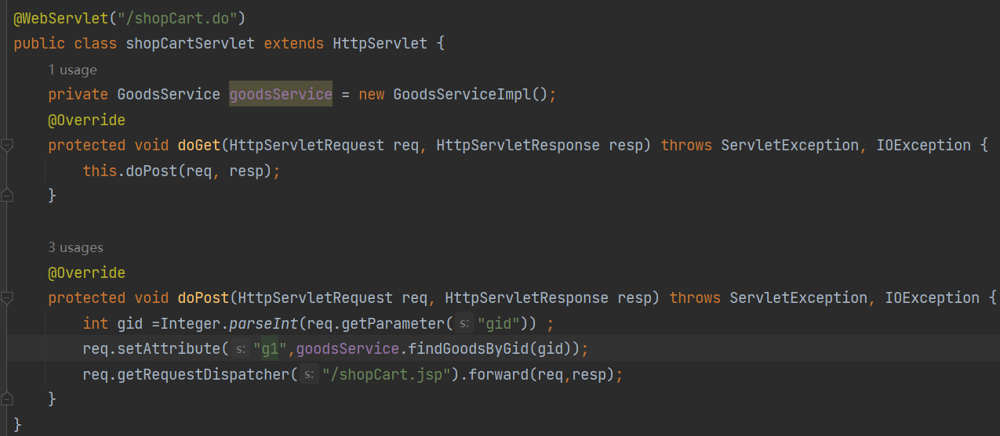 @WebServlet("/shopCart.do")
public class shopCartServlet extends HttpServlet {
1 usage
private GoodsService goodsService = new GoodsServiceImpl();
@Override
protected void doGet(HttpServletRequest req, HttpServletResponse resp) throws ServletException, IOException {
this.doPost(req, resp);
}
3 usages
@Override
protected void doPost(HttpServletRequest req, HttpServletResponse resp) throws ServletException, IOException {
int gid =Integer.parseInt(req.getParameter( s: "gid")) ;
req.setAttribute( s: "g1",goodsService.findGoodsByGid(gid));
req.getRequestDispatcher( s: "/shopCart.jsp").forward(req,resp);
}
}